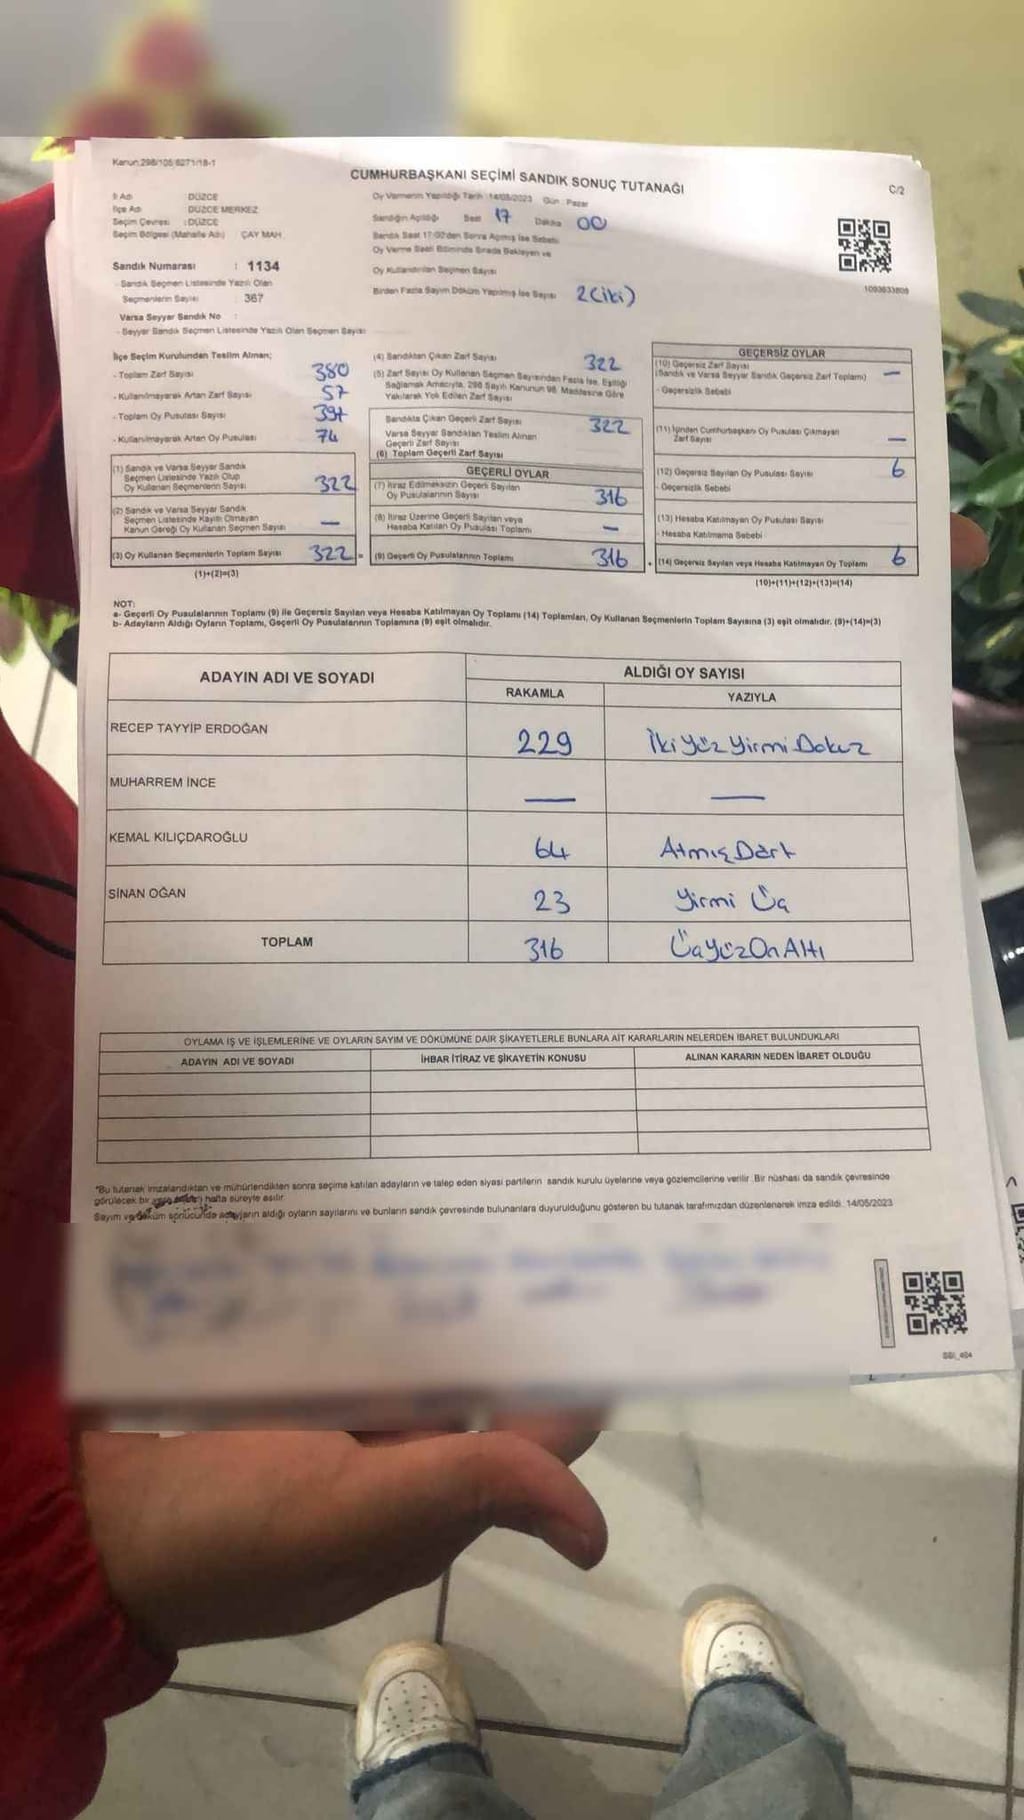 Kanun:298/105 6271/18-1
CUMHURBAŞKANI SEÇİMİ SANDIK SONUÇ TUTANAĞI
C/2
İl Adı DÜZCE
İlçe Adı DÜZCE MERKEZ
Seçim Çevresi : DÜZCE
Seçim Bölgesi (Mahalle Adı) ÇAY MAH.
Sandık Numarası : 1134
- Sandık Seçmen Listesinde Yazılı Olan
Seçmenlerin Sayısı : 367
Varsa Seyyar Sandık No :
- Seyyar Sandık Seçmen Listesinde Yazılı Olan Seçmen Sayısı
Oy Vermenin Yapıldığı Tarih : 14/05/2023 Gün : Pazar
Sandığın Açıldığı Saat 17 Dakika 00
Sandık Saat 17:00'den Sonra Açılmış İse Sebebi
Oy Verme Saati Bitiminde Sırada Bekleyen ve
Oy Kullandırılan Seçmen Sayısı
Birden Fazla Sayım Döküm Yapılmış İse Sayısı 2(iki)
1093633809
İlçe Seçim Kurulundan Teslim Alınan;
- Toplam Zarf Sayısı 380
- Kullanılmayarak Artan Zarf Sayısı 57
- Toplam Oy Pusulası Sayısı 397
- Kullanılmayarak Artan Oy Pusulası 74
(1) Sandık ve Varsa Seyyar Sandık
Seçmen Listesinde Yazılı Olup
Oy Kullanan Seçmenlerin Sayısı 322
(2) Sandık ve Varsa Seyyar Sandık
Seçmen Listesinde Kayıtlı Olmayan
Kanun Gereği Oy Kullanan Seçmen Sayısı —
(3) Oy Kullanan Seçmenlerin Toplam Sayısı 322 =
(1)+(2)=(3)
(4) Sandıktan Çıkan Zarf Sayısı 322
(5) Zarf Sayısı Oy Kullanan Seçmen Sayısından Fazla İse, Eşitliği
Sağlamak Amacıyla, 298 Sayılı Kanunun 98. Maddesine Göre
Yakılarak Yok Edilen Zarf Sayısı
Sandıkta Çıkan Geçerli Zarf Sayısı 322
Varsa Seyyar Sandıktan Teslim Alınan
Geçerli Zarf Sayısı
(6) Toplam Geçerli Zarf Sayısı
GEÇERLİ OYLAR
(7) İtiraz Edilmeksizin Geçerli Sayılan
Oy Pusulalarının Sayısı 316
(8) İtiraz Üzerine Geçerli Sayılan veya
Hesaba Katılan Oy Pusulası Toplamı —
(9) Geçerli Oy Pusulalarının Toplamı 316 +
GEÇERSİZ OYLAR
(10) Geçersiz Zarf Sayısı —
(Sandık ve Varsa Seyyar Sandık Geçersiz Zarf Toplamı)
- Geçersizlik Sebebi
(11) İçinden Cumhurbaşkanı Oy Pusulası Çıkmayan
Zarf Sayısı —
(12) Geçersiz Sayılan Oy Pusulası Sayısı 6
- Geçersizlik Sebebi
(13) Hesaba Katılmayan Oy Pusulası Sayısı
- Hesaba Katılmama Sebebi
(14) Geçersiz Sayılan veya Hesaba Katılmayan Oy Toplamı 6
(10)+(11)+(12)+(13)=(14)
NOT:
a- Geçerli Oy Pusulalarının Toplamı (9) ile Geçersiz Sayılan veya Hesaba Katılmayan Oy Toplamı (14) Toplamları, Oy Kullanan Seçmenlerin Toplam Sayısına (3) eşit olmalıdır. (9)+(14)=(3)
b- Adayların Aldığı Oyların Toplamı, Geçerli Oy Pusulalarının Toplamına (9) eşit olmalıdır.
ADAYIN ADI VE SOYADI ALDIĞI OY SAYISI
RAKAMLA YAZIYLA
RECEP TAYYİP ERDOĞAN 229 İkiyüzyirmiDokuz
MUHARREM İNCE — —
KEMAL KILIÇDAROĞLU 64 AtmışDört
SİNAN OĞAN 23 Yirmi Üç
TOPLAM 316 ÜçYüzOnAltı
OYLAMA İŞ VE İŞLEMLERİNE VE OYLARIN SAYIM VE DÖKÜMÜNE DAİR ŞİKAYETLERLE BUNLARA AİT KARARLARIN NELERDEN İBARET BULUNDUKLARI
ADAYIN ADI VE SOYADI İHBAR İTİRAZ VE ŞİKAYETİN KONUSU ALINAN KARARIN NEDEN İBARET OLDUĞU
*Bu tutanak imzalandıktan ve mühürlendikten sonra seçime katılan adayların ve talep eden siyasi partilerin sandık kurulu üyelerine veya gözlemcilerine verilir. Bir nüshası da sandık çevresinde
görülecek bir hafta süreyle asılır.
Sayım ve döküm sonucunda adayların aldığı oyların sayılarını ve bunların sandık çevresinde bulunanlara duyurulduğunu gösteren bu tutanak tarafımızdan düzenlenerek imza edildi. 14/05/2023